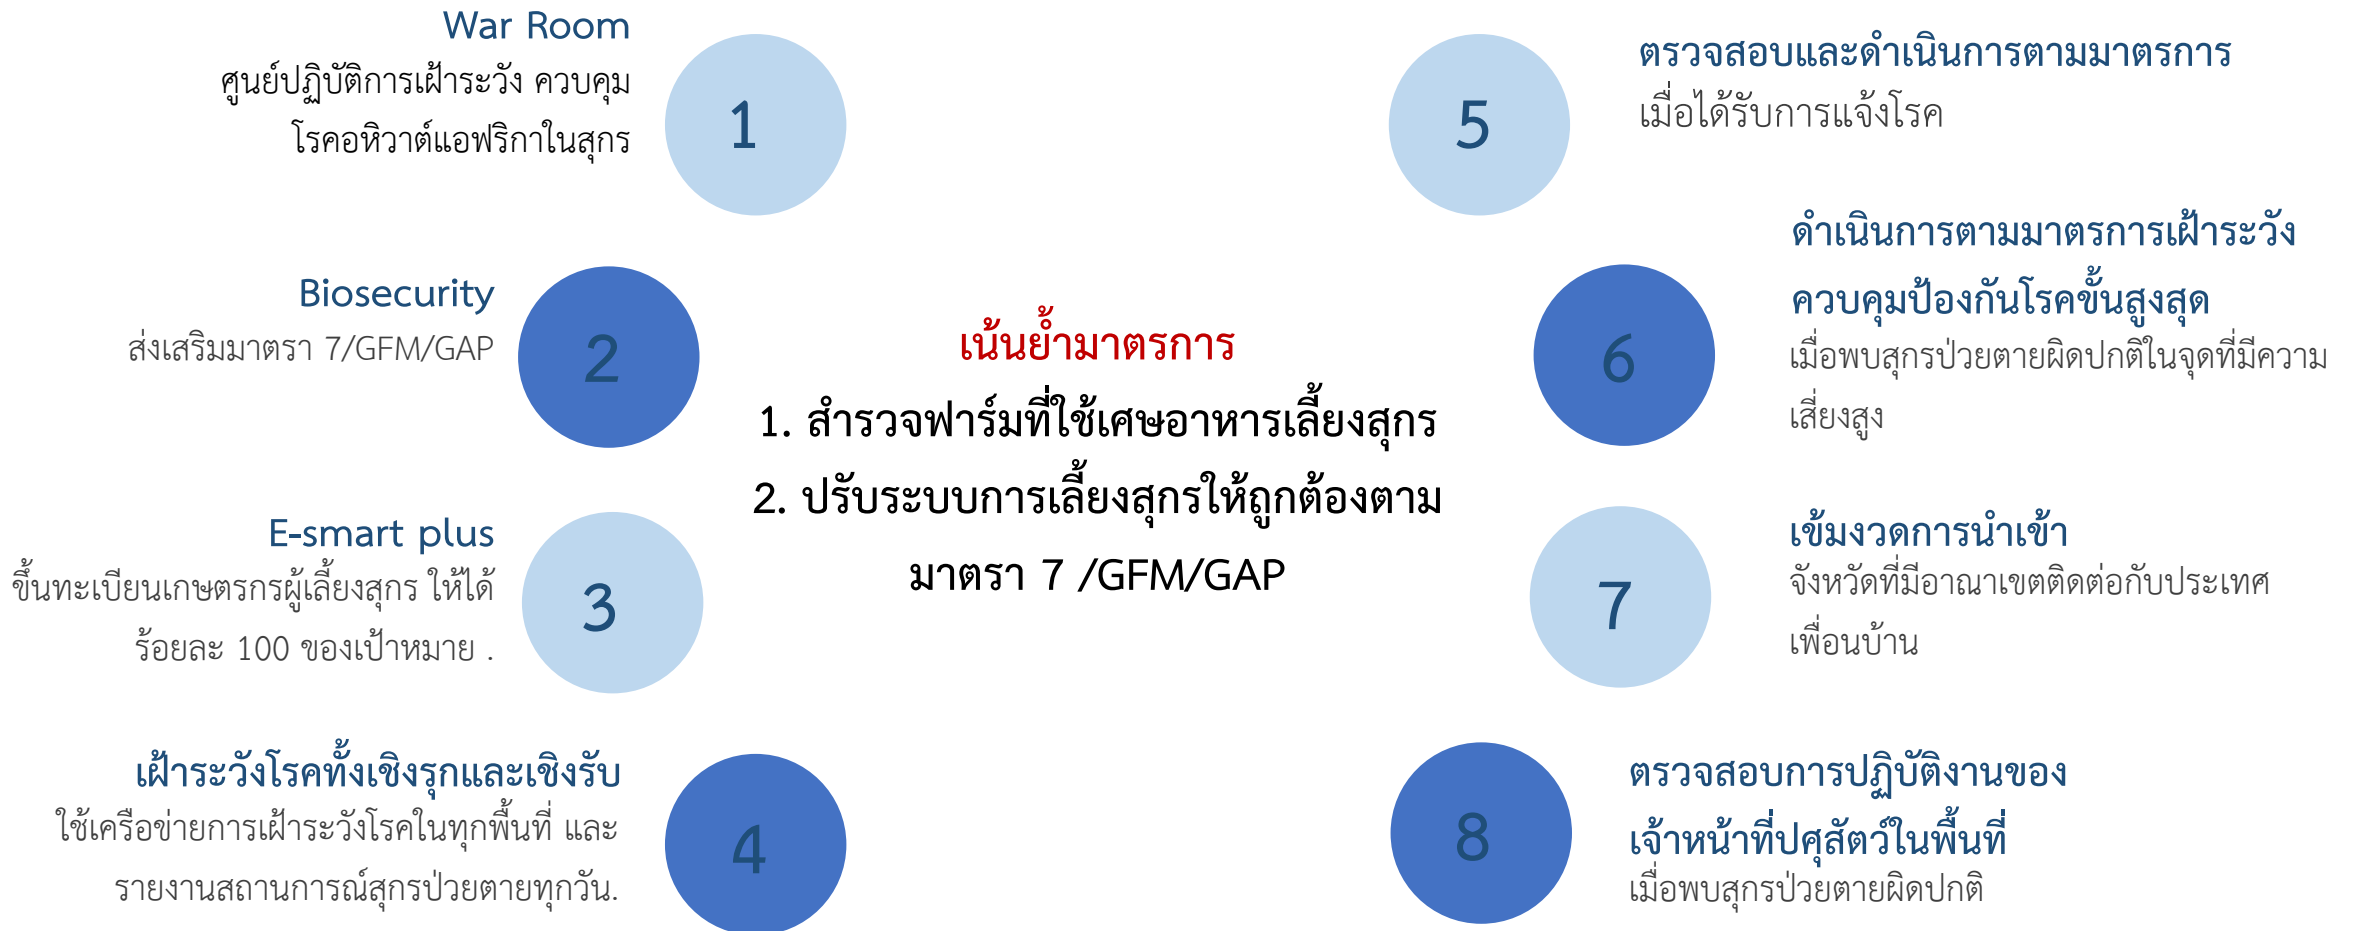 War Room
ศูนย์ปฏิบัติการเฝ้าระวัง ควบคุม
โรคอหิวาต์แอฟริกาในสุกร
1
Biosecurity
ส่งเสริมมาตรา 7/GFM/GAP
2
E-smart plus
ขึ้นทะเบียนเกษตรกรผู้เลี้ยงสุกร ให้ได้
ร้อยละ 100 ของเป้าหมาย .
3
เฝ้าระวังโรคทั้งเชิงรุกและเชิงรับ
ใช้เครือข่ายการเฝ้าระวังโรคในทุกพื้นที่ และ
รายงานสถานการณ์สุกรป่วยตายทุกวัน.
4
เน้นย้ำมาตรการ
1. สำรวจฟาร์มที่ใช้เศษอาหารเลี้ยงสุกร
2. ปรับระบบการเลี้ยงสุกรให้ถูกต้องตาม
มาตรา 7 /GFM/GAP
5
ตรวจสอบและดำเนินการตามมาตรการ
เมื่อได้รับการแจ้งโรค
6
ดำเนินการตามมาตรการเฝ้าระวัง
ควบคุมป้องกันโรคขั้นสูงสุด
เมื่อพบสุกรป่วยตายผิดปกติในจุดที่มีความ
เสี่ยงสูง
7
เข้มงวดการนำเข้า
จังหวัดที่มีอาณาเขตติดต่อกับประเทศ
เพื่อนบ้าน
8
ตรวจสอบการปฏิบัติงานของ
เจ้าหน้าที่ปศุสัตว์ในพื้นที่
เมื่อพบสุกรป่วยตายผิดปกติ